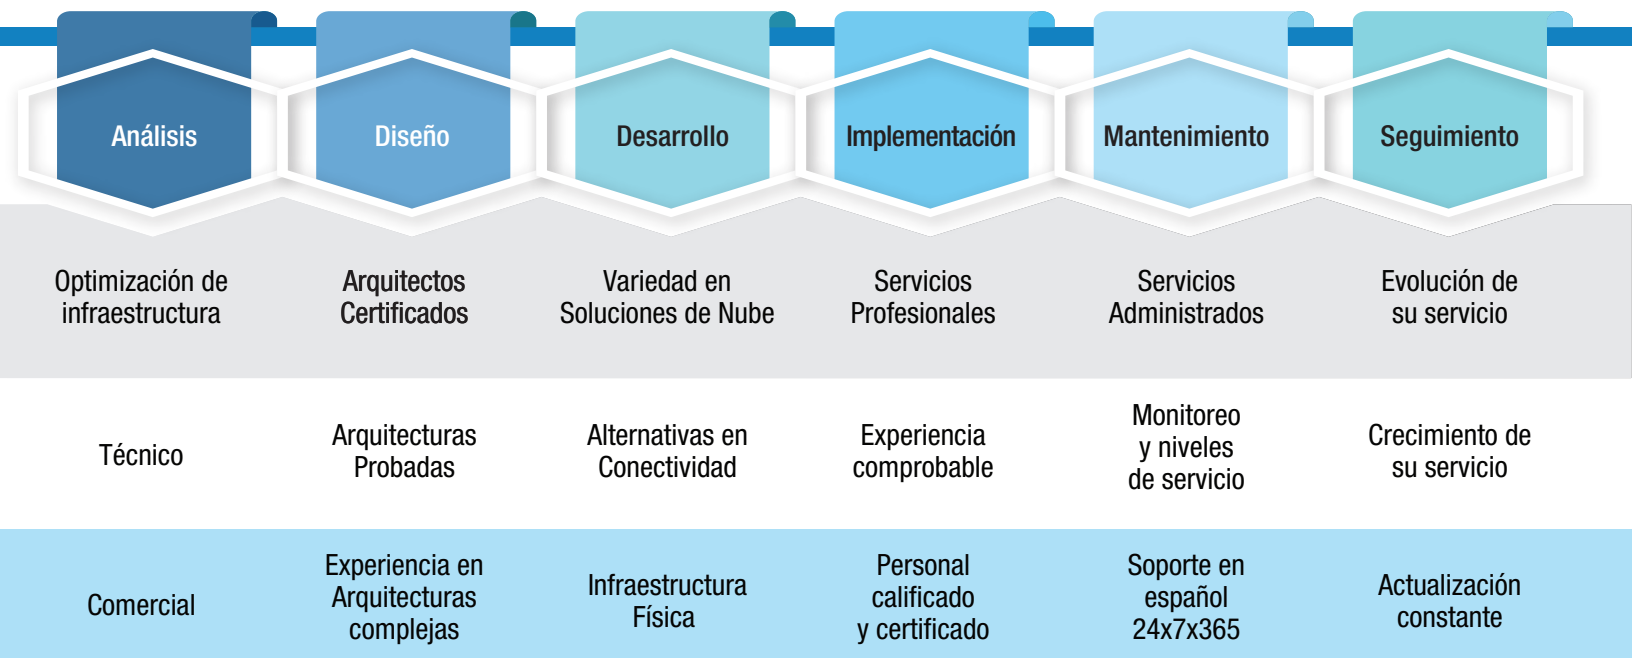 Análisis
Diseño
Desarrollo
Implementación
Mantenimiento
Seguimiento
Optimización de
infraestructura
Arquitectos
Certificados
Variedad en
Soluciones de Nube
Servicios
Profesionales
Servicios
Administrados
Evolución de
su servicio
Técnico
Arquitecturas
Probadas
Alternativas en
Conectividad
Experiencia
comprobable
Monitoreo
y niveles
de servicio
Crecimiento de
su servicio
Comercial
Experiencia en
Arquitecturas
complejas
Infraestructura
Física
Personal
calificado
y certificado
Soporte en
español
24x7x365
Actualización
constante